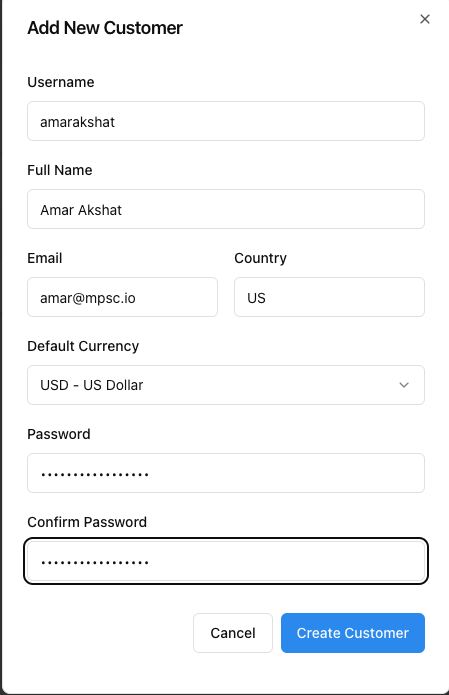 Add New Customer
Username
amarakshat
Full Name
Amar Akshat
Email Country
amar@mpsc.io US
Default Currency
USD - US Dollar
Password
•••••••••••••••••
Confirm Password
•••••••••••••••••
Cancel Create Customer